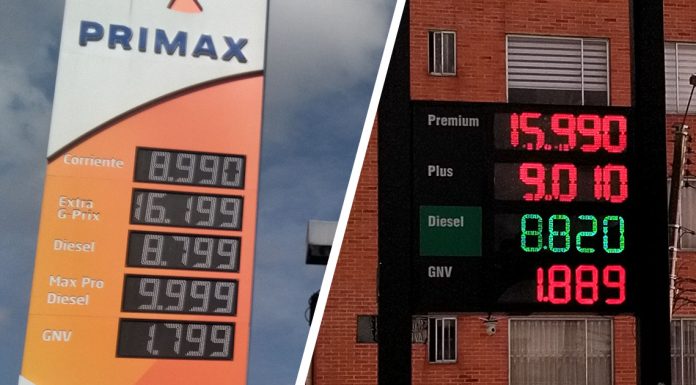 PRIMAX
Corriente 8.990
Extra
G-Prix 16.199
Diesel 8.799
Max Pro
Diesel 9.999
GNV 1.799
Premium 15.990
Plus 9.010
Diesel 8.820
GNV 1.889